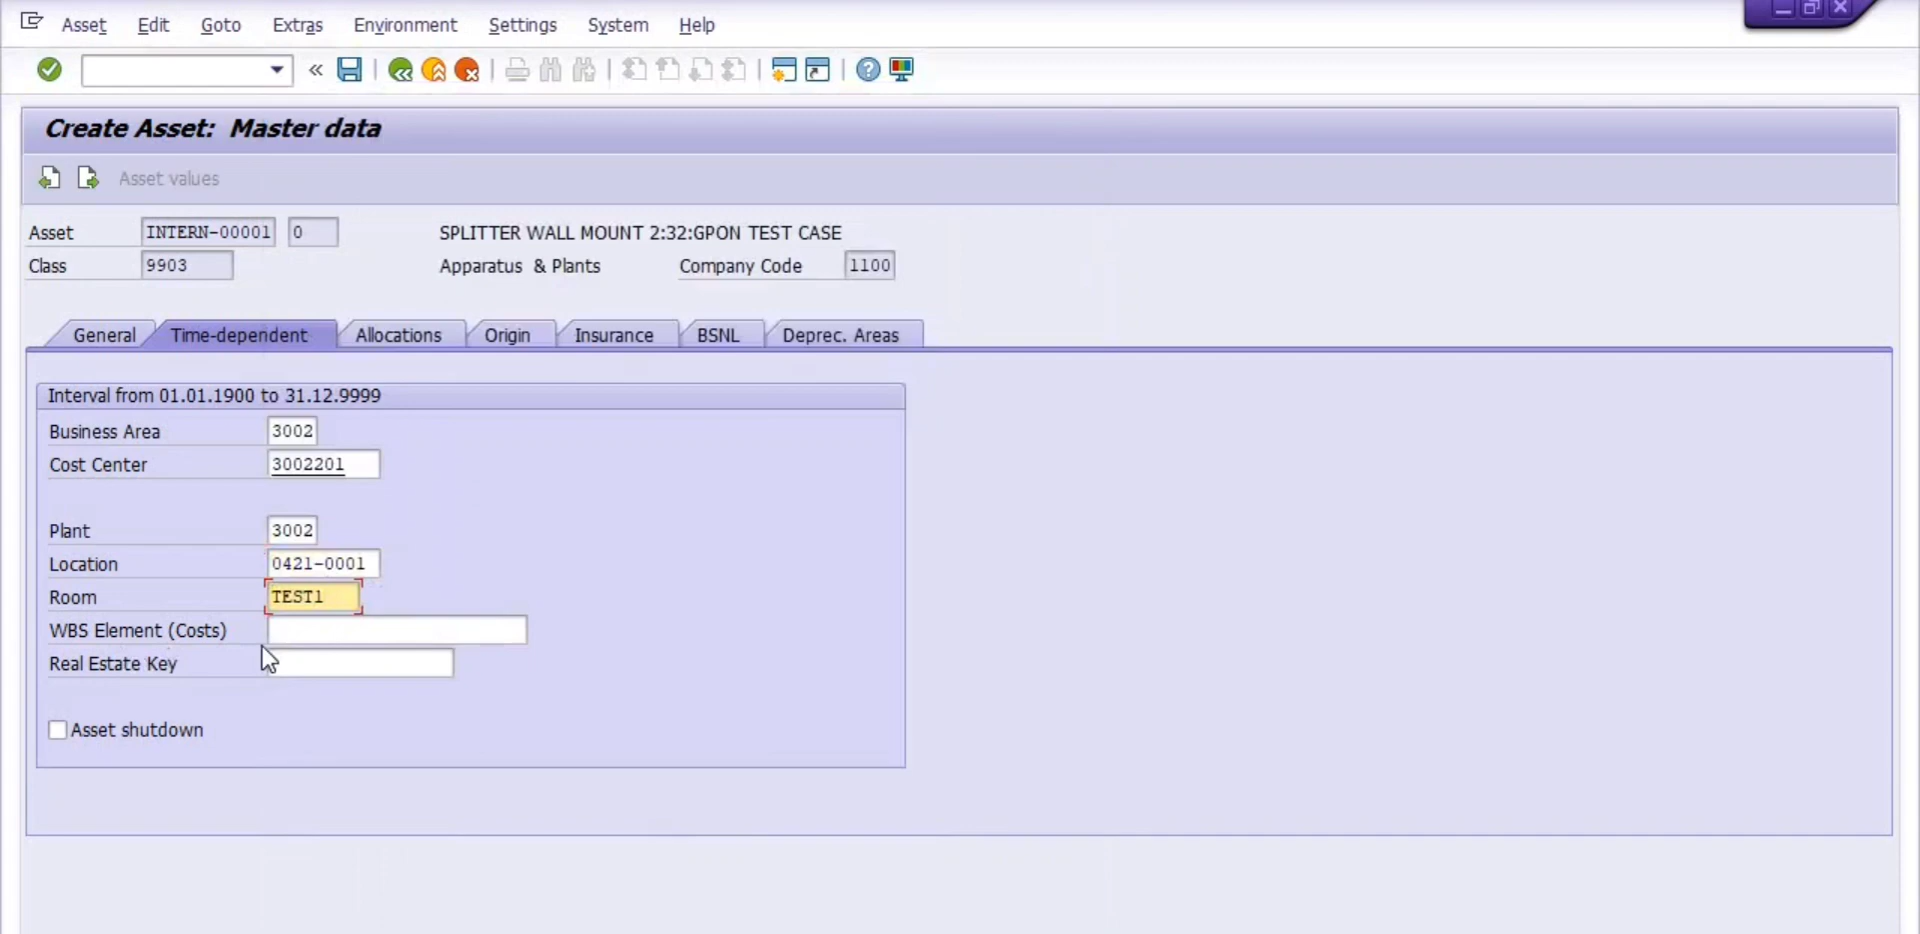 Asset Edit Goto Extras Environment Settings System Help
Create Asset: Master data
Asset values
Asset INTERN-00001 0 SPLITTER WALL MOUNT 2:32:GPON TEST CASE
Class 9903 Apparatus & Plants Company Code 1100
General Time-dependent Allocations Origin Insurance BSNL Deprec. Areas
Interval from 01.01.1900 to 31.12.9999
Business Area 3002
Cost Center 3002201
Plant 3002
Location 0421-0001
Room TEST1
WBS Element (Costs)
Real Estate Key
Asset shutdown